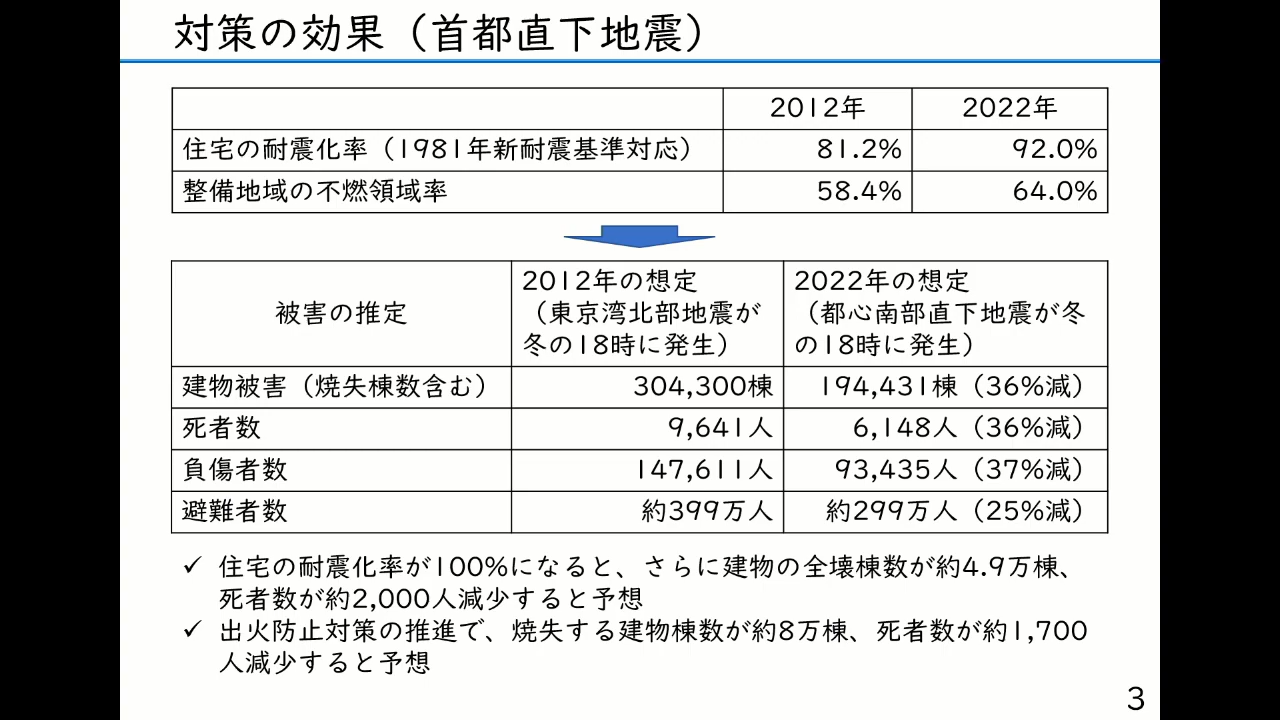 対策の効果（首都直下地震）
2012年 2022年
住宅の耐震化率（1981年新耐震基準対応） 81.2% 92.0%
整備地域の不燃領域率 58.4% 64.0%
被害の推定
2012年の想定
（東京湾北部地震が
冬の18時に発生）
2022年の想定
（都心南部直下地震が冬
の18時に発生）
建物被害（焼失棟数含む） 304,300棟 194,431棟（36%減）
死者数 9,641人 6,148人（36%減）
負傷者数 147,611人 93,435人（37%減）
避難者数 約399万人 約299万人（25%減）
✓ 住宅の耐震化率が100%になると、さらに建物の全壊棟数が約4.9万棟、
死者数が約2,000人減少すると予想
✓ 出火防止対策の推進で、焼失する建物棟数が約8万棟、死者数が約1,700
人減少すると予想
3